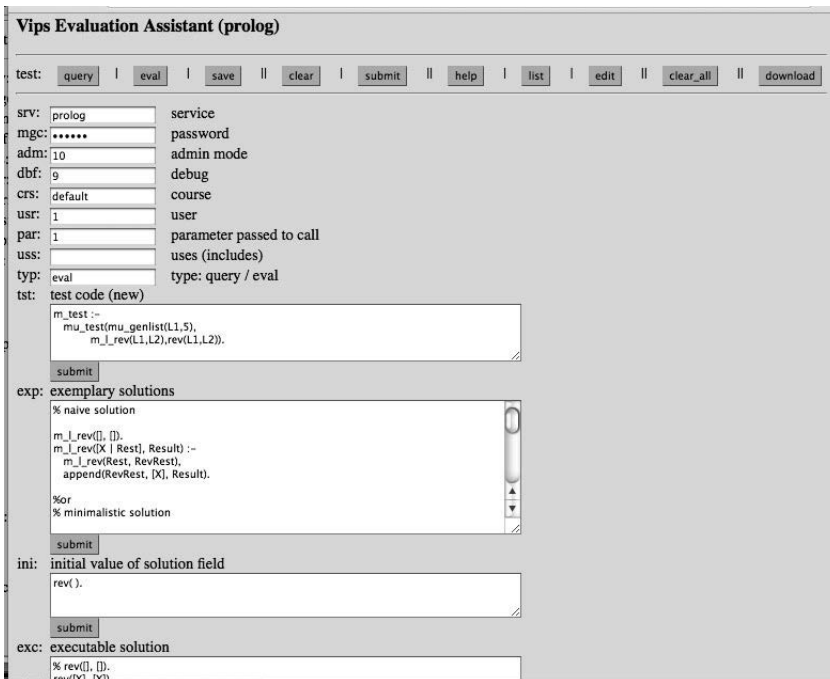 Vips Evaluation Assistant (prolog)
test: query | eval | save || clear | submit || help | list | edit || clear_all || download
srv: prolog service
mgc: •••••• password
adm: 10 admin mode
dbf: 9 debug
crs: default course
usr: 1 user
par: 1 parameter passed to call
uss: uses (includes)
typ: eval type: query / eval
tst: test code (new)
m_test :-
mu_test(mu_genlist(L1,5),
m_l_rev(L1,L2),rev(L1,L2)).
submit
exp: exemplary solutions
% naive solution
m_l_rev([], []).
m_l_rev([X | Rest], Result) :-
m_l_rev(Rest, RevRest),
append(RevRest, [X], Result).
%or
% minimalistic solution
submit
ini: initial value of solution field
rev( ).
submit
exc: executable solution
% rev([], []).
rev([X], [X])